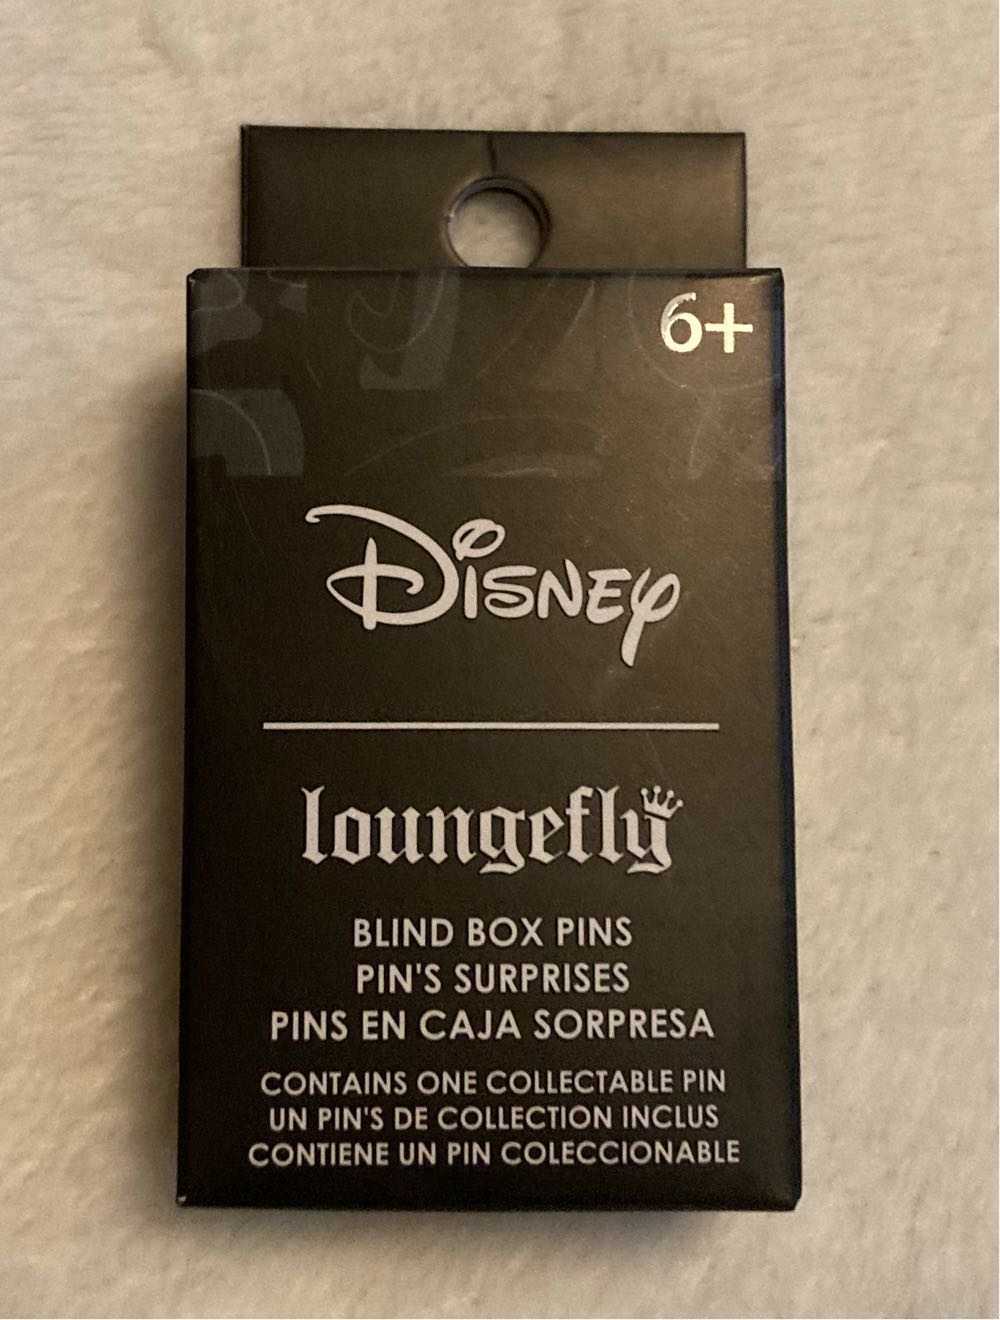 6+
Disney
loungefly
BLIND BOX PINS
PIN'S SURPRISES
PINS EN CAJA SORPRESA
CONTAINS ONE COLLECTABLE PIN
UN PIN'S DE COLLECTION INCLUS
CONTIENE UN PIN COLECCIONABLE